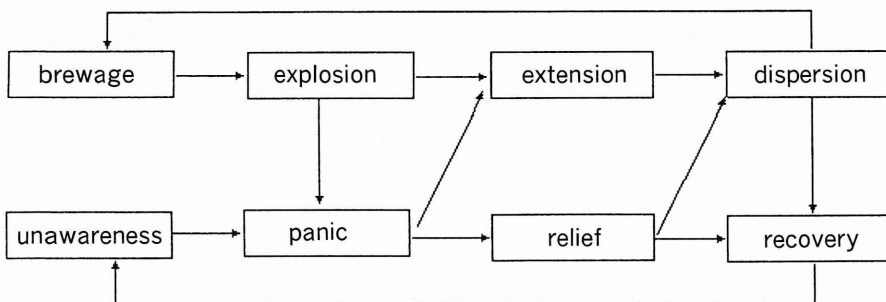 brewage
explosion
extension
dispersion
unawareness
panic
relief
recovery